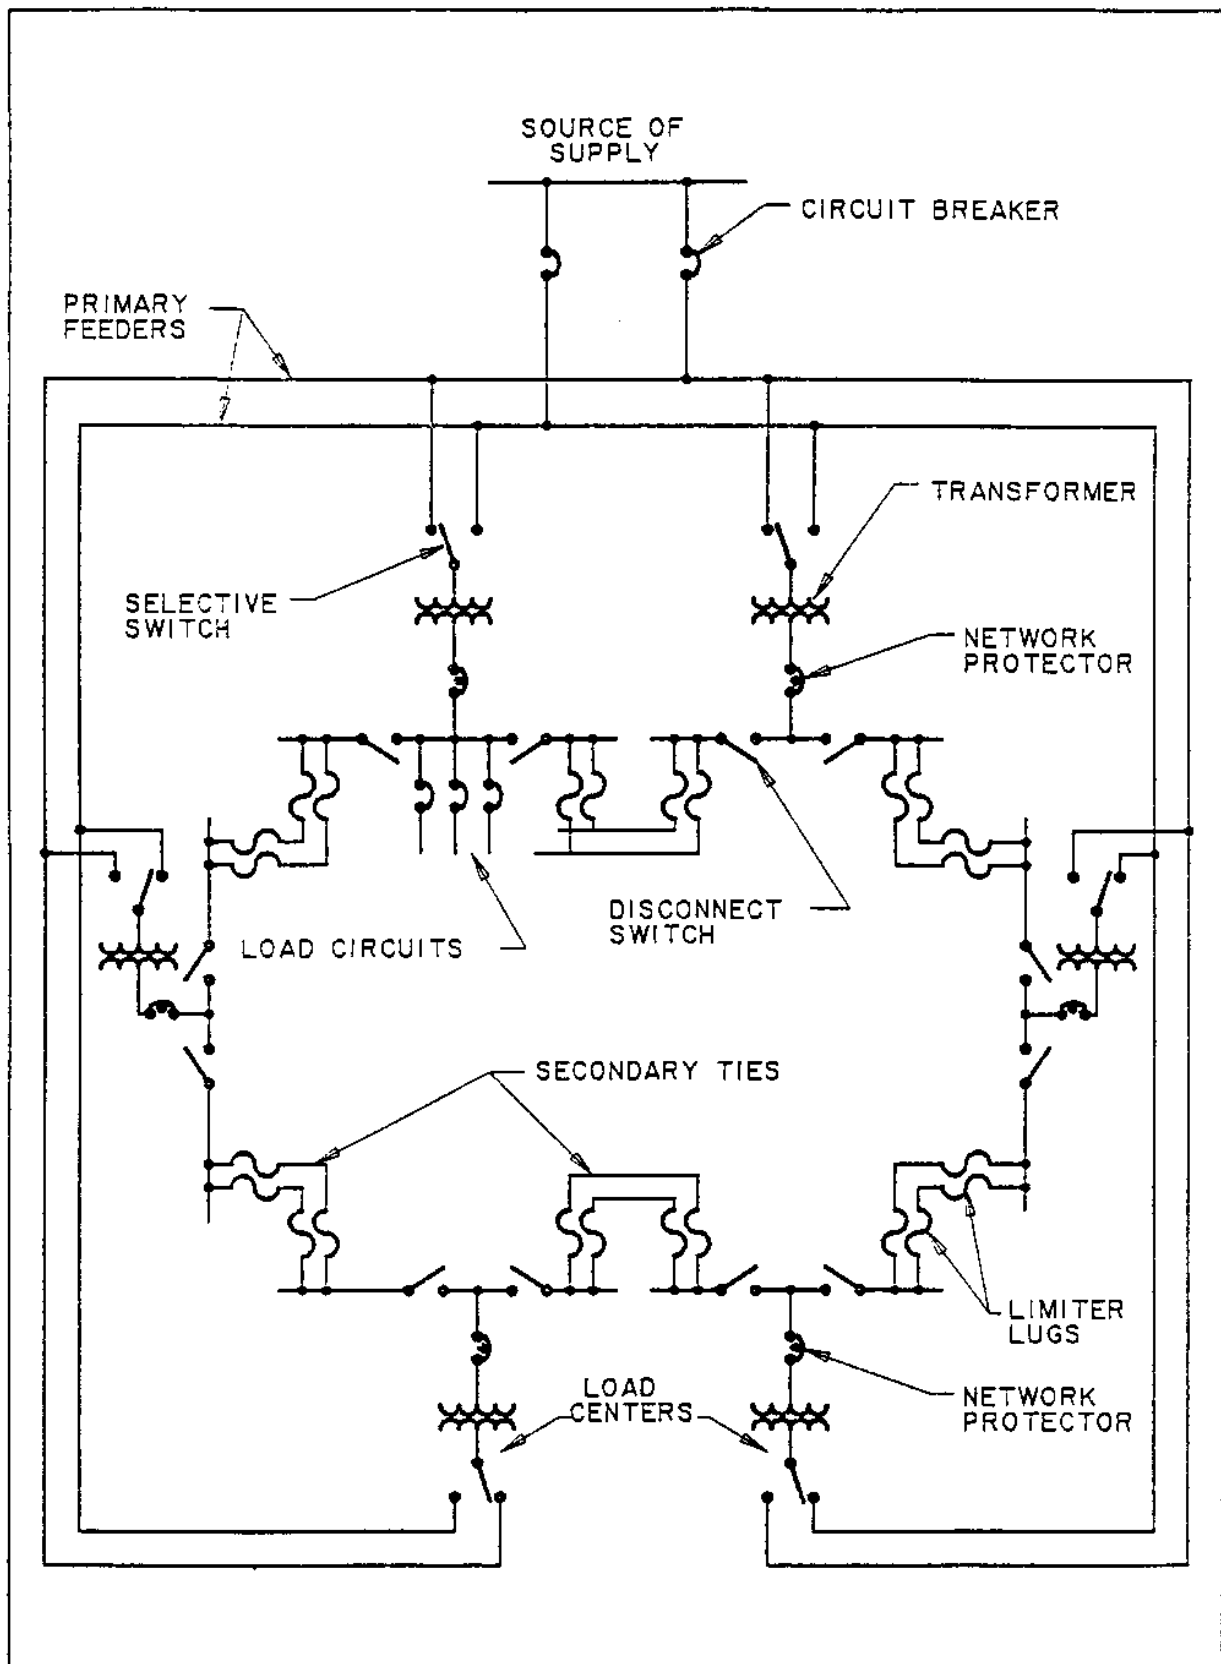 SOURCE OF
SUPPLY
CIRCUIT BREAKER
PRIMARY
FEEDERS
TRANSFORMER
SELECTIVE
SWITCH
NETWORK
PROTECTOR
DISCONNECT
SWITCH
LOAD CIRCUITS
SECONDARY TIES
LIMITER
LUGS
LOAD
CENTERS
NETWORK
PROTECTOR